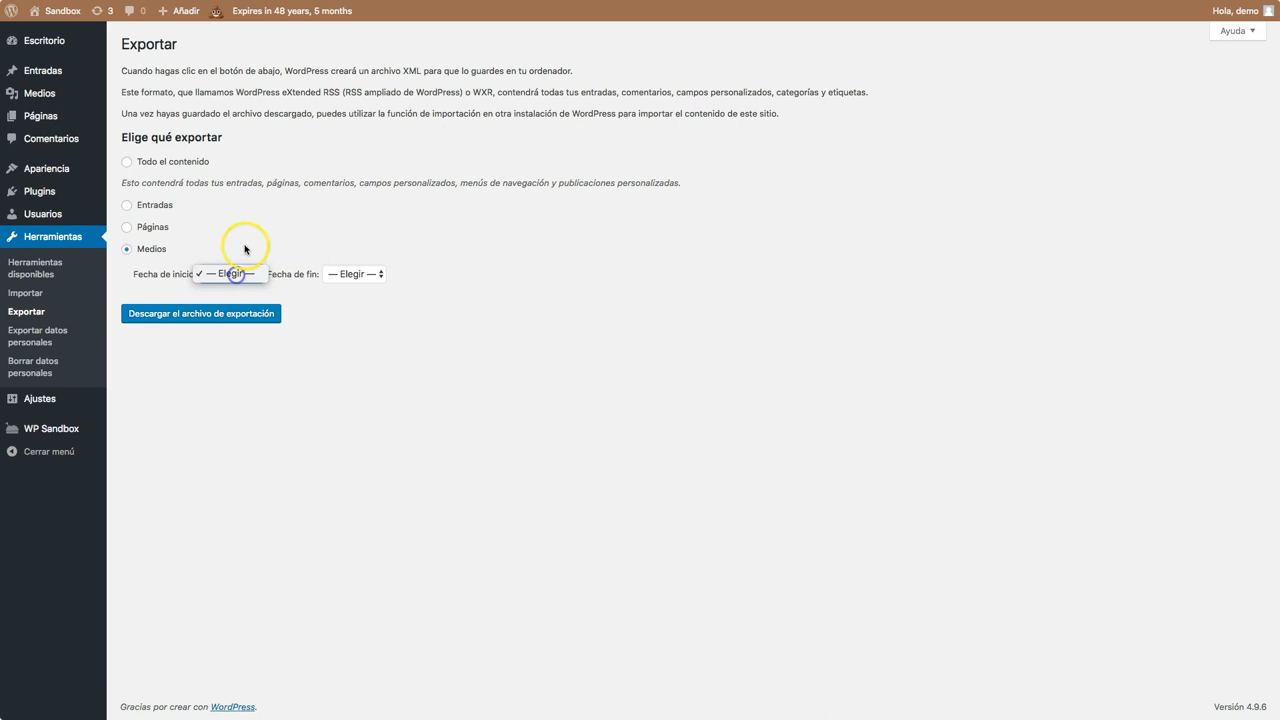 Sandbox 3 0 Añadir Expires in 48 years, 5 months Hola, demo
Ayuda
Escritorio
Entradas
Medios
Páginas
Comentarios
Apariencia
Plugins
Usuarios
Herramientas
Herramientas
disponibles
Importar
Exportar
Exportar datos
personales
Borrar datos
personales
Ajustes
WP Sandbox
Cerrar menú
Exportar
Cuando hagas clic en el botón de abajo, WordPress creará un archivo XML para que lo guardes en tu ordenador.
Este formato, que llamamos WordPress eXtended RSS (RSS ampliado de WordPress) o WXR, contendrá todas tus entradas, comentarios, campos personalizados, categorías y etiquetas.
Una vez hayas guardado el archivo descargado, puedes utilizar la función de importación en otra instalación de WordPress para importar el contenido de este sitio.
Elige qué exportar
Todo el contenido
Esto contendrá todas tus entradas, páginas, comentarios, campos personalizados, menús de navegación y publicaciones personalizadas.
Entradas
Páginas
Medios
Fecha de inicio ✓ — Elegir — Fecha de fin: — Elegir —
Descargar el archivo de exportación
Gracias por crear con WordPress.
Versión 4.9.6